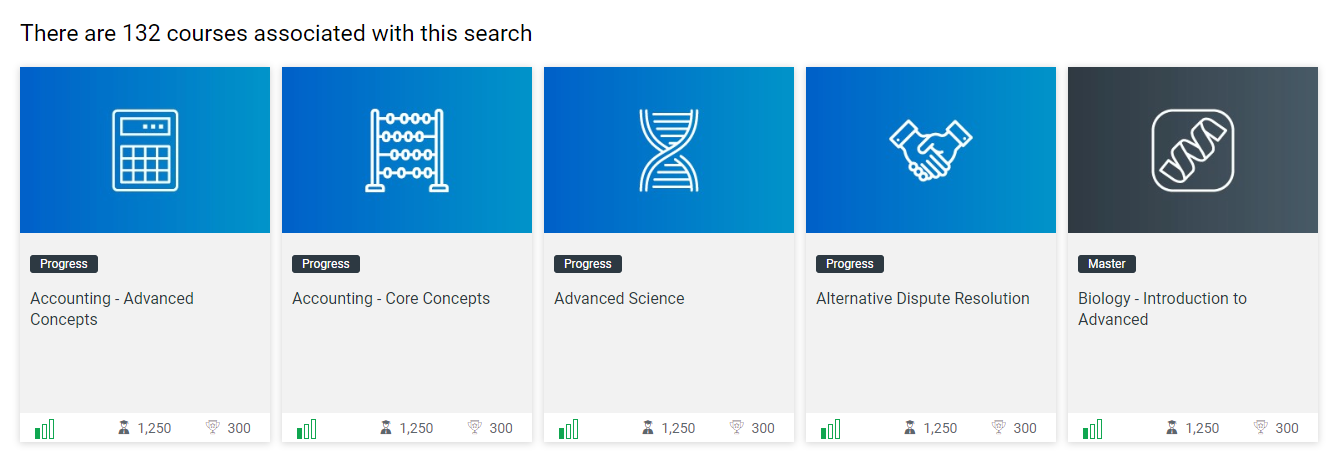 There are 132 courses associated with this search
Progress
Accounting - Advanced
Concepts
1,250
300
Progress
Accounting - Core Concepts
1,250
300
Progress
Advanced Science
1,250
300
Progress
Alternative Dispute Resolution
1,250
300
Master
Biology - Introduction to
Advanced
1,250
300